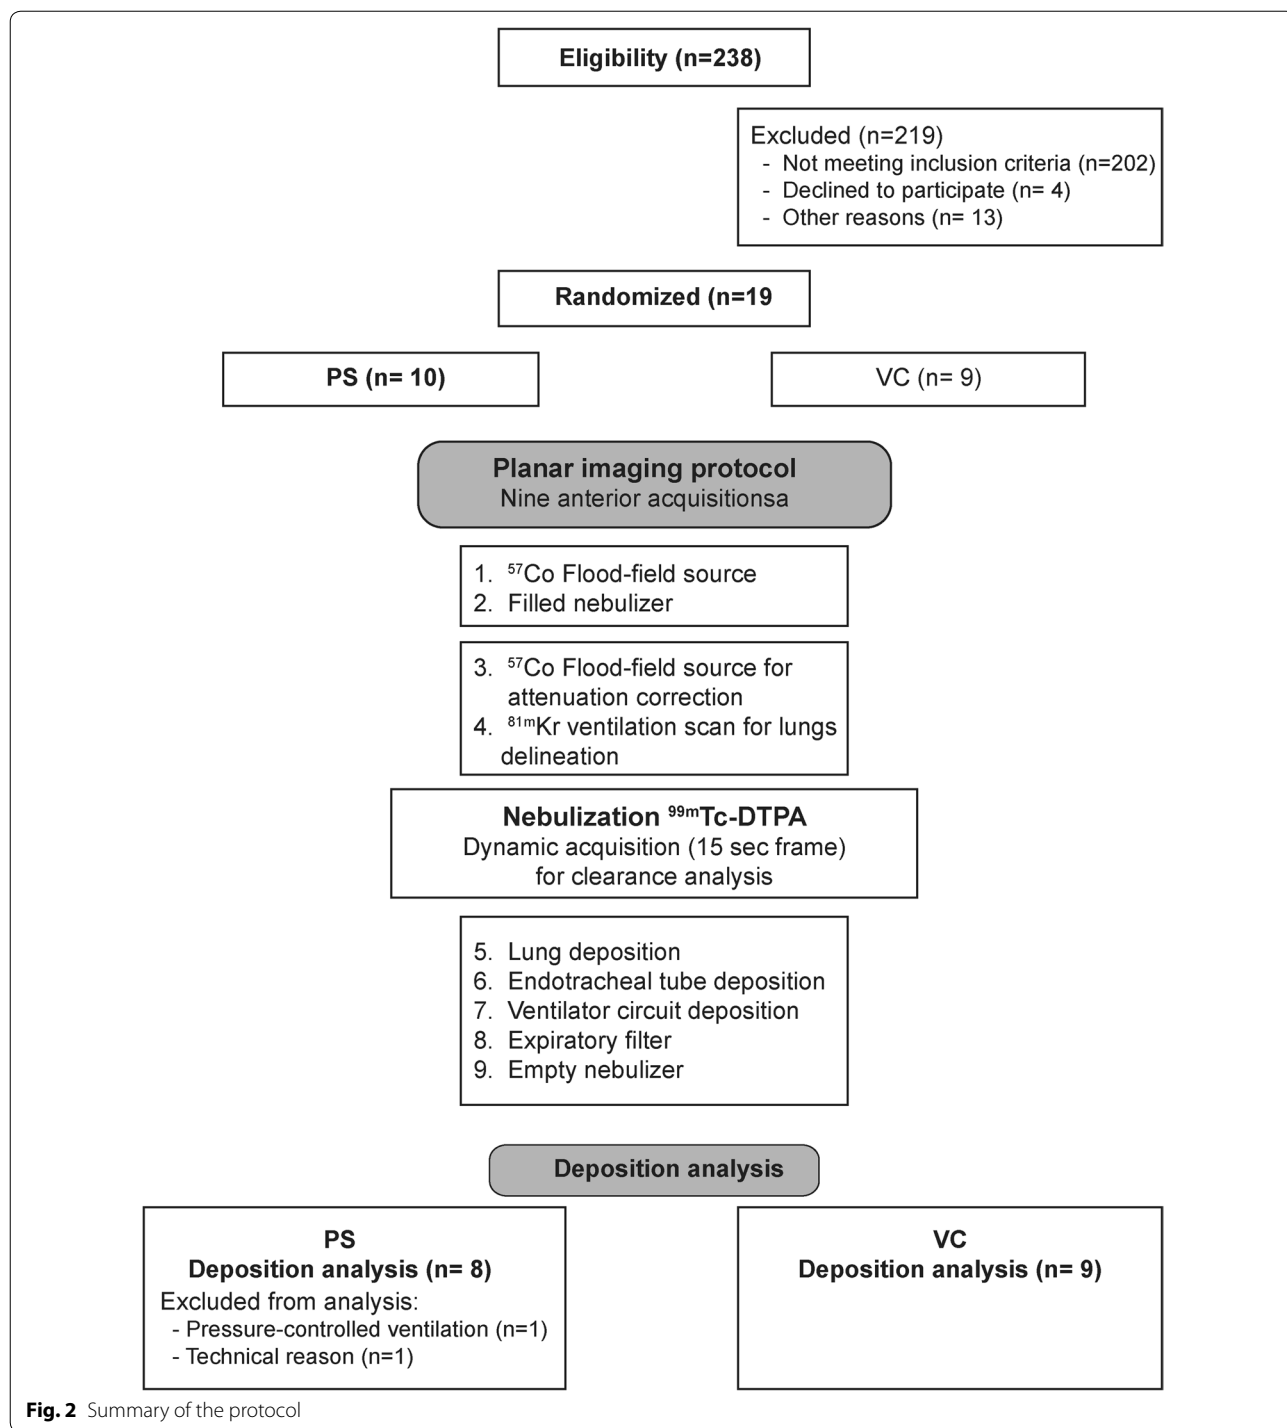 Eligibility (n=238)
Excluded (n=219)
- Not meeting inclusion criteria (n=202)
- Declined to participate (n= 4)
- Other reasons (n= 13)
Randomized (n=19
PS (n= 10)
VC (n= 9)
Planar imaging protocol
Nine anterior acquisitionsa
1. ⁵⁷Co Flood-field source
2. Filled nebulizer
3. ⁵⁷Co Flood-field source for
attenuation correction
4. ⁸¹ᵐKr ventilation scan for lungs
delineation
Nebulization ⁹⁹ᵐTc-DTPA
Dynamic acquisition (15 sec frame)
for clearance analysis
5. Lung deposition
6. Endotracheal tube deposition
7. Ventilator circuit deposition
8. Expiratory filter
9. Empty nebulizer
Deposition analysis
PS
Deposition analysis (n= 8)
Excluded from analysis:
- Pressure-controlled ventilation (n=1)
- Technical reason (n=1)
VC
Deposition analysis (n= 9)
Fig. 2 Summary of the protocol